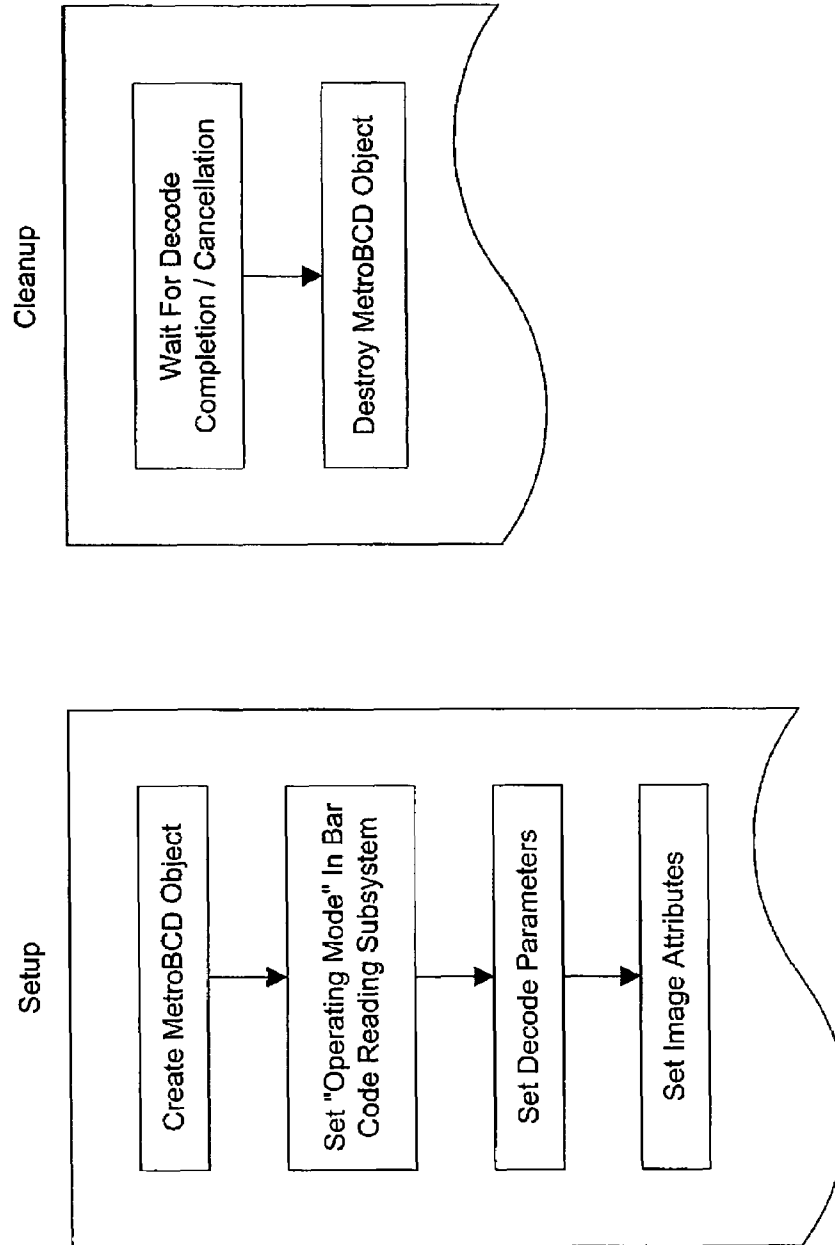 Setup
Create MetroBCD Object
Set "Operating Mode" In Bar
Code Reading Subsystem
Set Decode Parameters
Set Image Attributes
Cleanup
Wait For Decode
Completion / Cancellation
Destroy MetroBCD Object